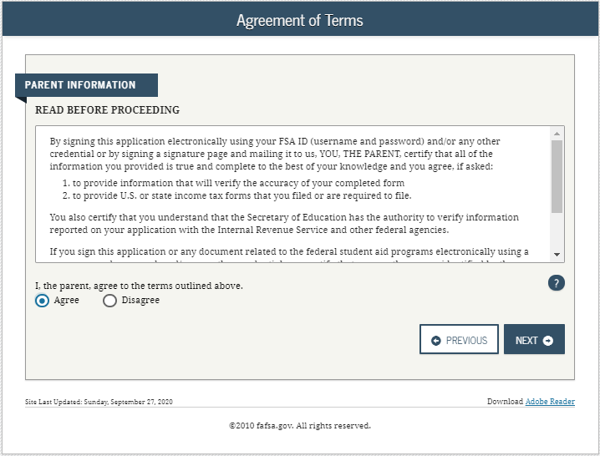 Agreement of Terms
PARENT INFORMATION
READ BEFORE PROCEEDING
By signing this application electronically using your FSA ID (username and password) and/or any other
credential or by signing a signature page and mailing it to us, YOU, THE PARENT, certify that all of the
information you provided is true and complete to the best of your knowledge and you agree. if asked:
1. to provide information that will verify the accuracy of your completed form
2. to provide U.S. or state income tax forms that you filed or are required to file.
You also certify that you understand that the Secretary of Education has the authority to verify information
reported on your application with the Internal Revenue Service and other federal agencies.
If you sign this application or any document related to the federal student aid programs electronically using a
I, the parent, agree to the terms outlined above.
?
Agree Disagree
PREVIOUS NEXT
Site Last Updated: Sunday, September 27, 2020 Download Adobe Reader
©2010 fafsa.gov. All rights reserved.